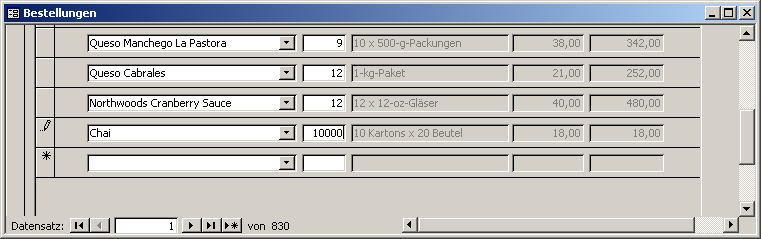 Bestellungen
Queso Manchego La Pastora 9 10 x 500-g-Packungen 38,00 342,00
Queso Cabrales 12 1-kg-Paket 21,00 252,00
Northwoods Cranberry Sauce 12 12 x 12-oz-Gläser 40,00 480,00
Chai 10000 10 Kartons x 20 Beutel 18,00 18,00
Datensatz: 1 von 830